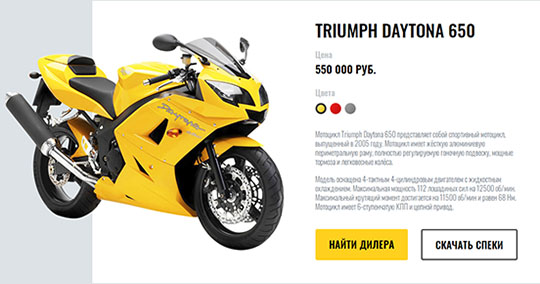 TRIUMPH DAYTONA 650
Цена
550 000 РУБ.
Цвета
Daytona
Мотоцикл Triumph Daytona 650 представляет собой спортивный мотоцикл,
выпущенный в 2005 году. Мотоцикл имеет жёсткую алюминиевую
периметральную раму, полностью регулируемую гоночную подвеску, мощные
тормоза и легковесные колёса.
Модель оснащена 4-тактным 4-цилиндровым двигателем с жидкостным
охлаждением. Максимальная мощность 112 лошадиных сил на 12500 об/мин.
Максимальный крутящий момент достигается на 11500 об/мин и равен 68 Нм.
Мотоцикл имеет 6-ступенчатую КПП и цепной привод.
НАЙТИ ДИЛЕРА
СКАЧАТЬ СПЕКИ